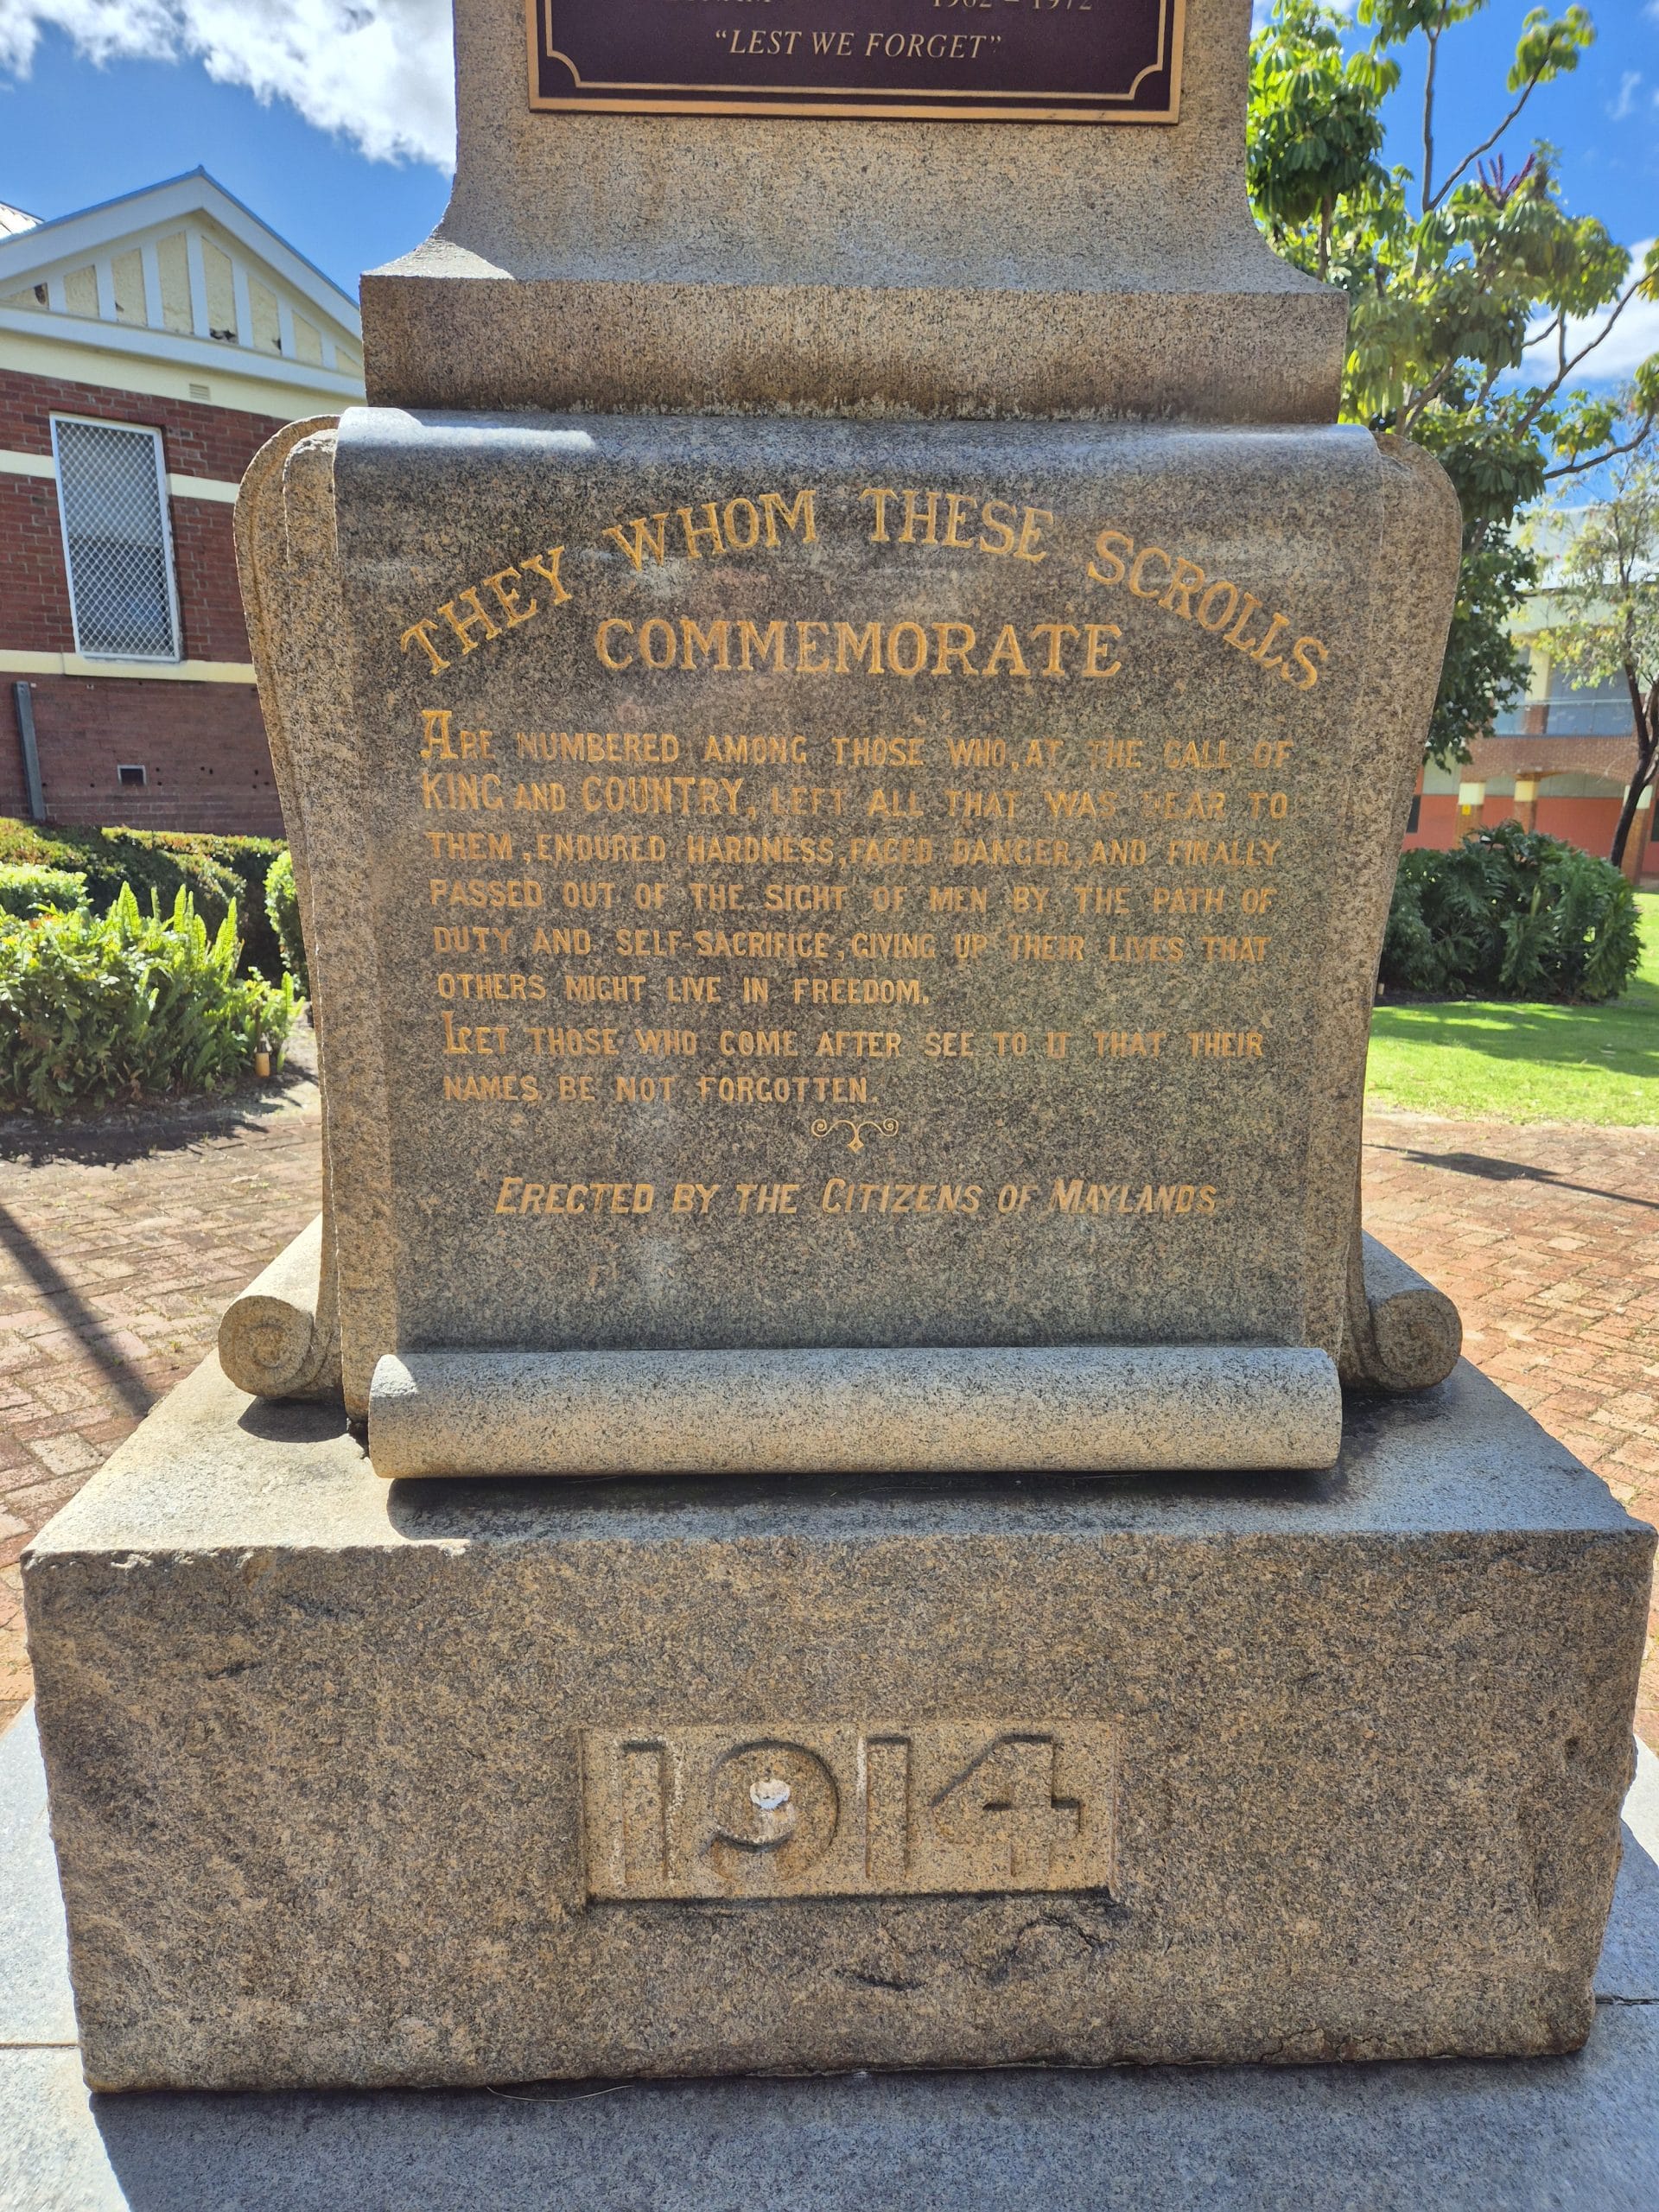 1962 – 1972
"LEST WE FORGET"
THEY WHOM THESE SCROLLS
COMMEMORATE
ARE NUMBERED AMONG THOSE WHO, AT THE CALL OF
KING AND COUNTRY, LEFT ALL THAT WAS DEAR TO
THEM, ENDURED HARDNESS, FACED DANGER, AND FINALLY
PASSED OUT OF THE SIGHT OF MEN BY THE PATH OF
DUTY AND SELF-SACRIFICE, GIVING UP THEIR LIVES THAT
OTHERS MIGHT LIVE IN FREEDOM.
LET THOSE WHO COME AFTER SEE TO IT THAT THEIR
NAMES BE NOT FORGOTTEN.
ERECTED BY THE CITIZENS OF MAYLANDS
1914